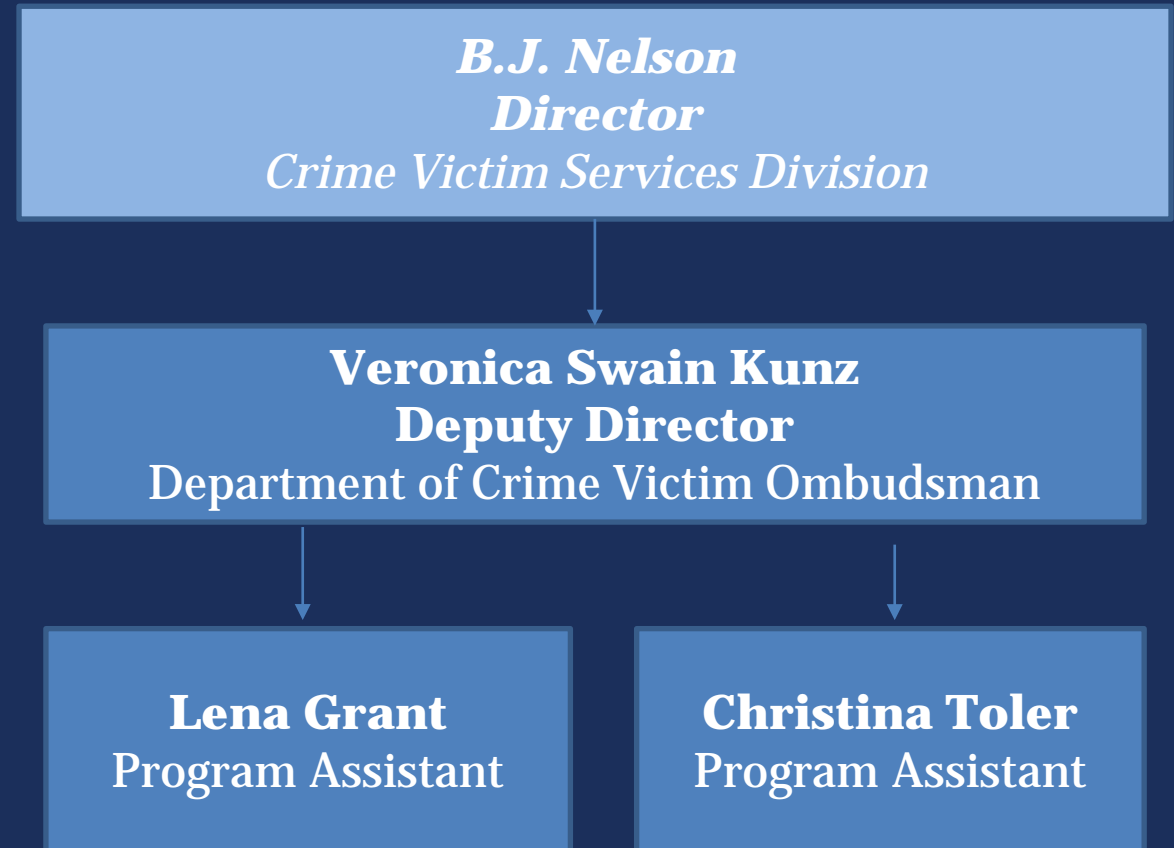 B.J. Nelson
Director
Crime Victim Services Division
Veronica Swain Kunz
Deputy Director
Department of Crime Victim Ombudsman
Lena Grant
Program Assistant
Christina Toler
Program Assistant